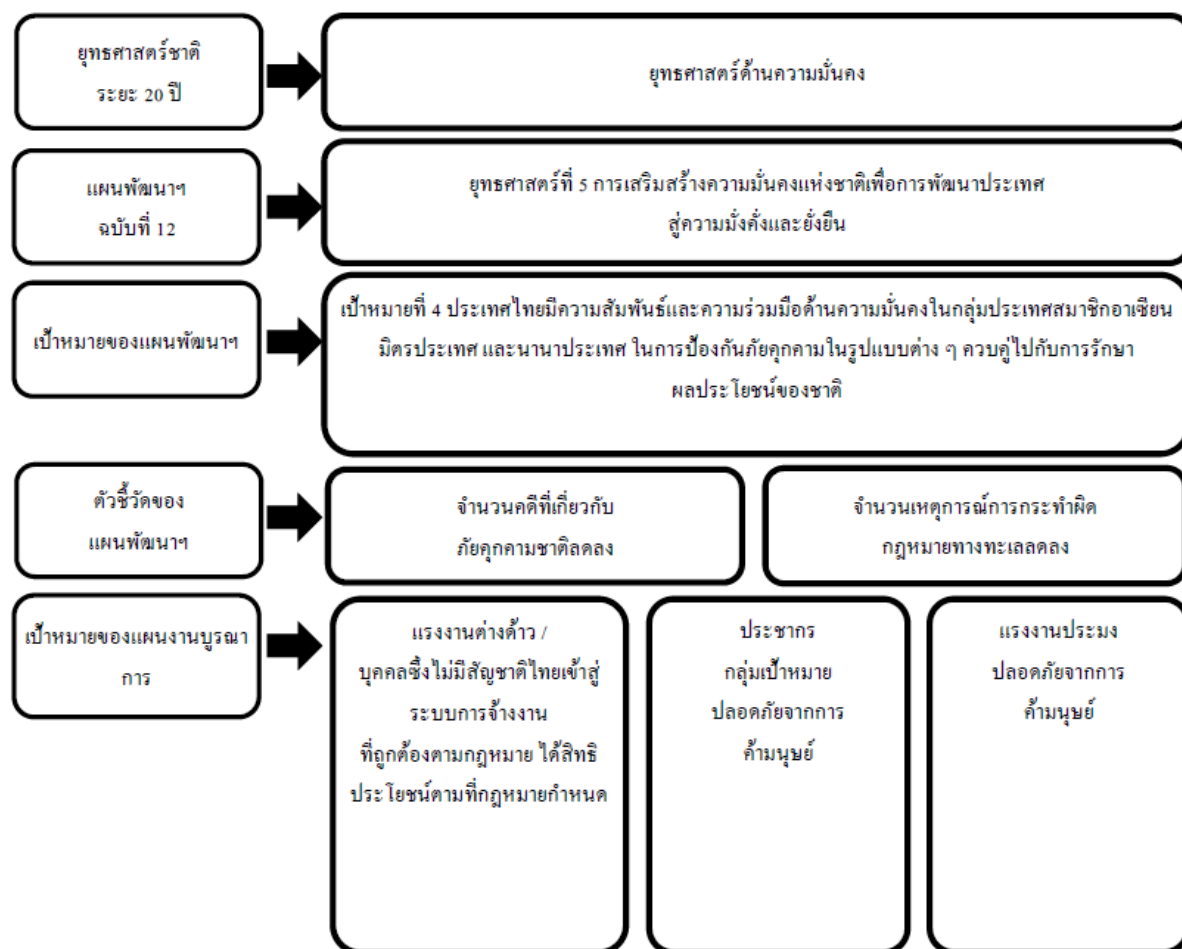 ยุทธศาสตร์ชาติ
ระยะ 20 ปี
ยุทธศาสตร์ด้านความมั่นคง
แผนพัฒนาฯ
ฉบับที่ 12
ยุทธศาสตร์ที่ 5 การเสริมสร้างความมั่นคงแห่งชาติเพื่อการพัฒนาประเทศ
สู่ความมั่งคั่งและยั่งยืน
เป้าหมายของแผนพัฒนาฯ
เป้าหมายที่ 4 ประเทศไทยมีความสัมพันธ์และความร่วมมือด้านความมั่นคงในกลุ่มประเทศสมาชิกอาเซียน
มิตรประเทศ และนานาประเทศ ในการป้องกันภัยคุกคามในรูปแบบต่าง ๆ ควบคู่ไปกับการรักษา
ผลประโยชน์ของชาติ
ตัวชี้วัดของ
แผนพัฒนาฯ
จำนวนคดีที่เกี่ยวกับ
ภัยคุกคามชาติลดลง
จำนวนเหตุการณ์การกระทำผิด
กฎหมายทางทะเลลดลง
เป้าหมายของแผนงานบูรณา
การ
แรงงานต่างด้าว /
บุคคลซึ่งไม่มีสัญชาติไทยเข้าสู่
ระบบการจ้างงาน
ที่ถูกต้องตามกฎหมาย ได้สิทธิ
ประโยชน์ตามที่กฎหมายกำหนด
ประชากร
กลุ่มเป้าหมาย
ปลอดภัยจากการ
ค้ามนุษย์
แรงงานประมง
ปลอดภัยจากการ
ค้ามนุษย์